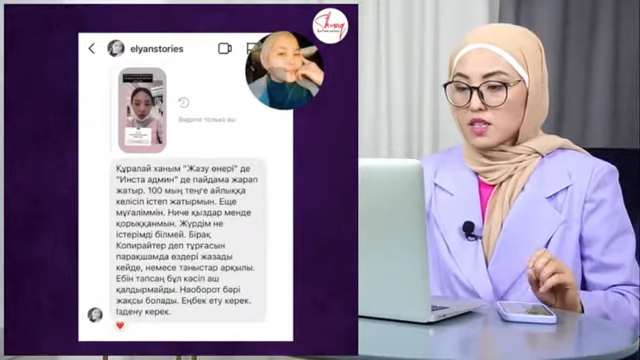 Shuaq
elyanstories
Видите только вы
Құралай ханым "Жазу өнері" де
"Инста админ" де пайдама жарап
жатыр. 100 мың теңге айлыққа
келісіп істеп жатырмын. Еще
мұғаліммін. Ниче қыздар менде
қорыққанмын. Жүрдім не
істерімді білмей. Бірақ
Копирайтер деп тұрғасын
парақшамда өздері жазады
кейде, немесе таныстар арқылы.
Ебін тапсаң бұл кәсіп аш
қалдырмайды. Наоборот бәрі
жақсы болады. Еңбек ету керек.
Іздену керек.